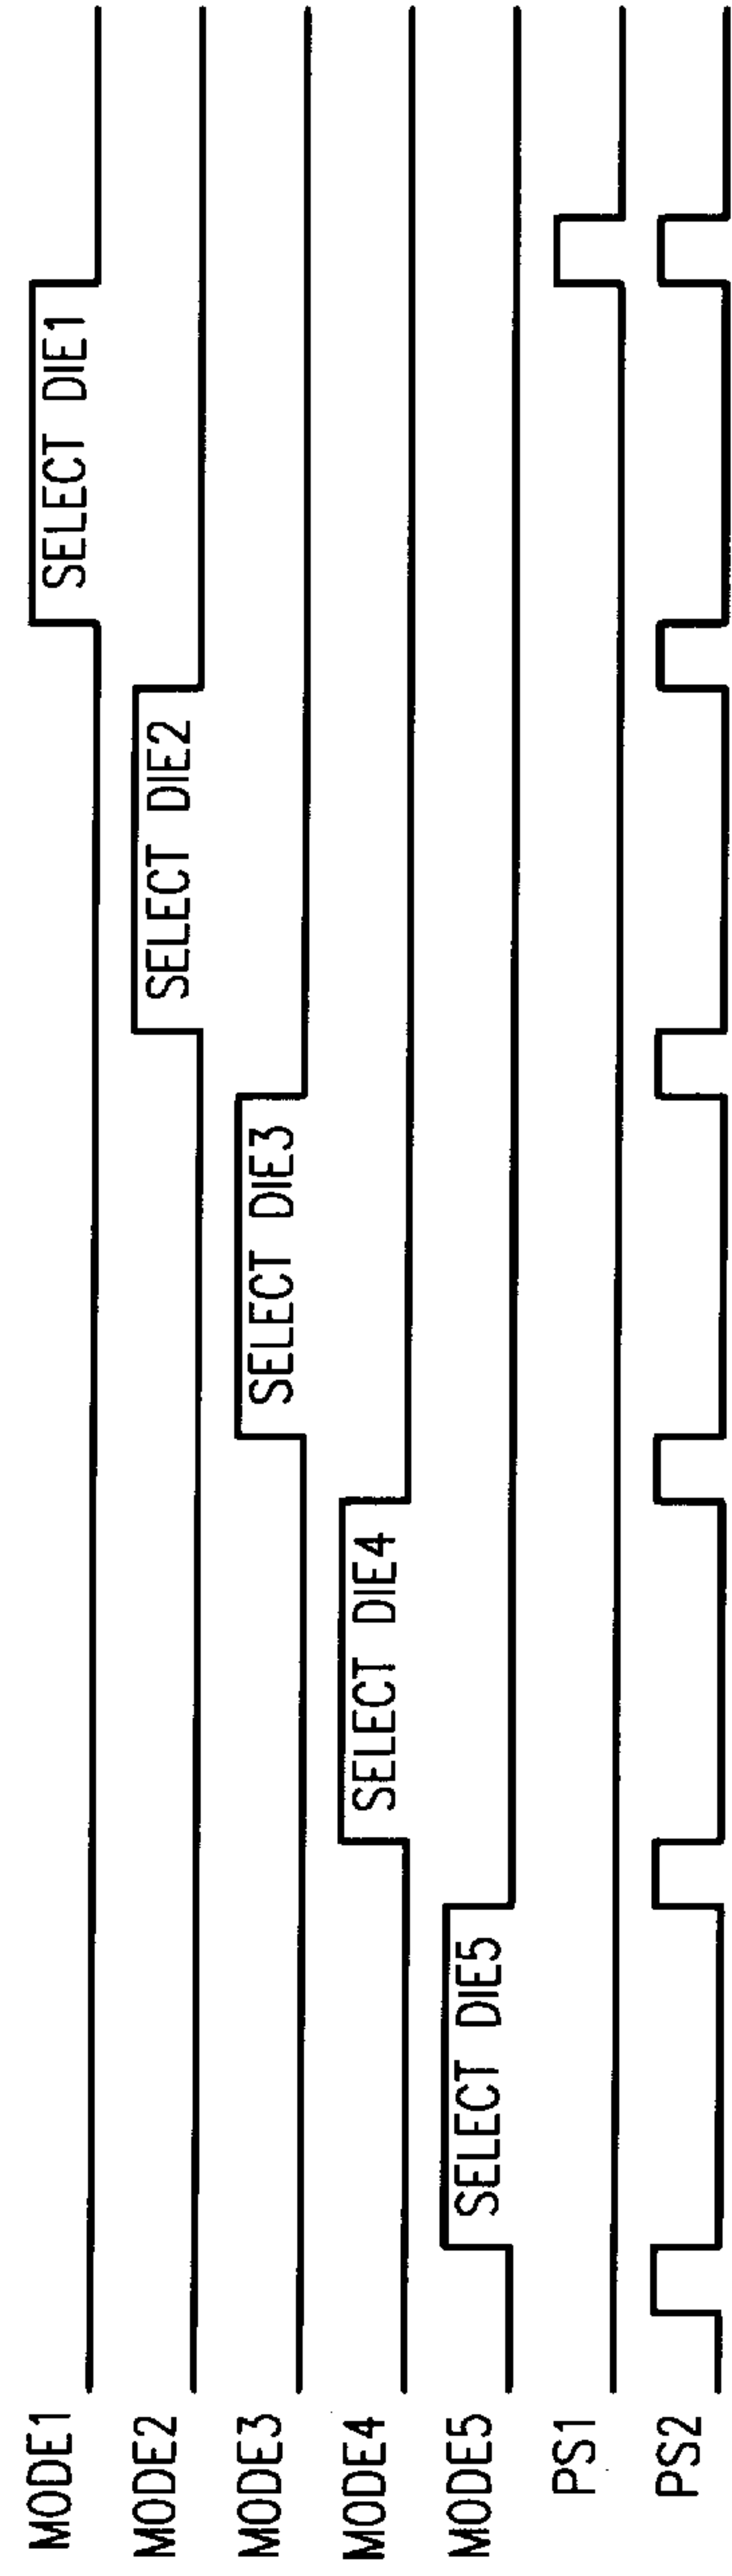 MODE1
SELECT DIE1
MODE2
SELECT DIE2
MODE3
SELECT DIE3
MODE4
SELECT DIE4
MODE5
SELECT DIE5
PS1
PS2